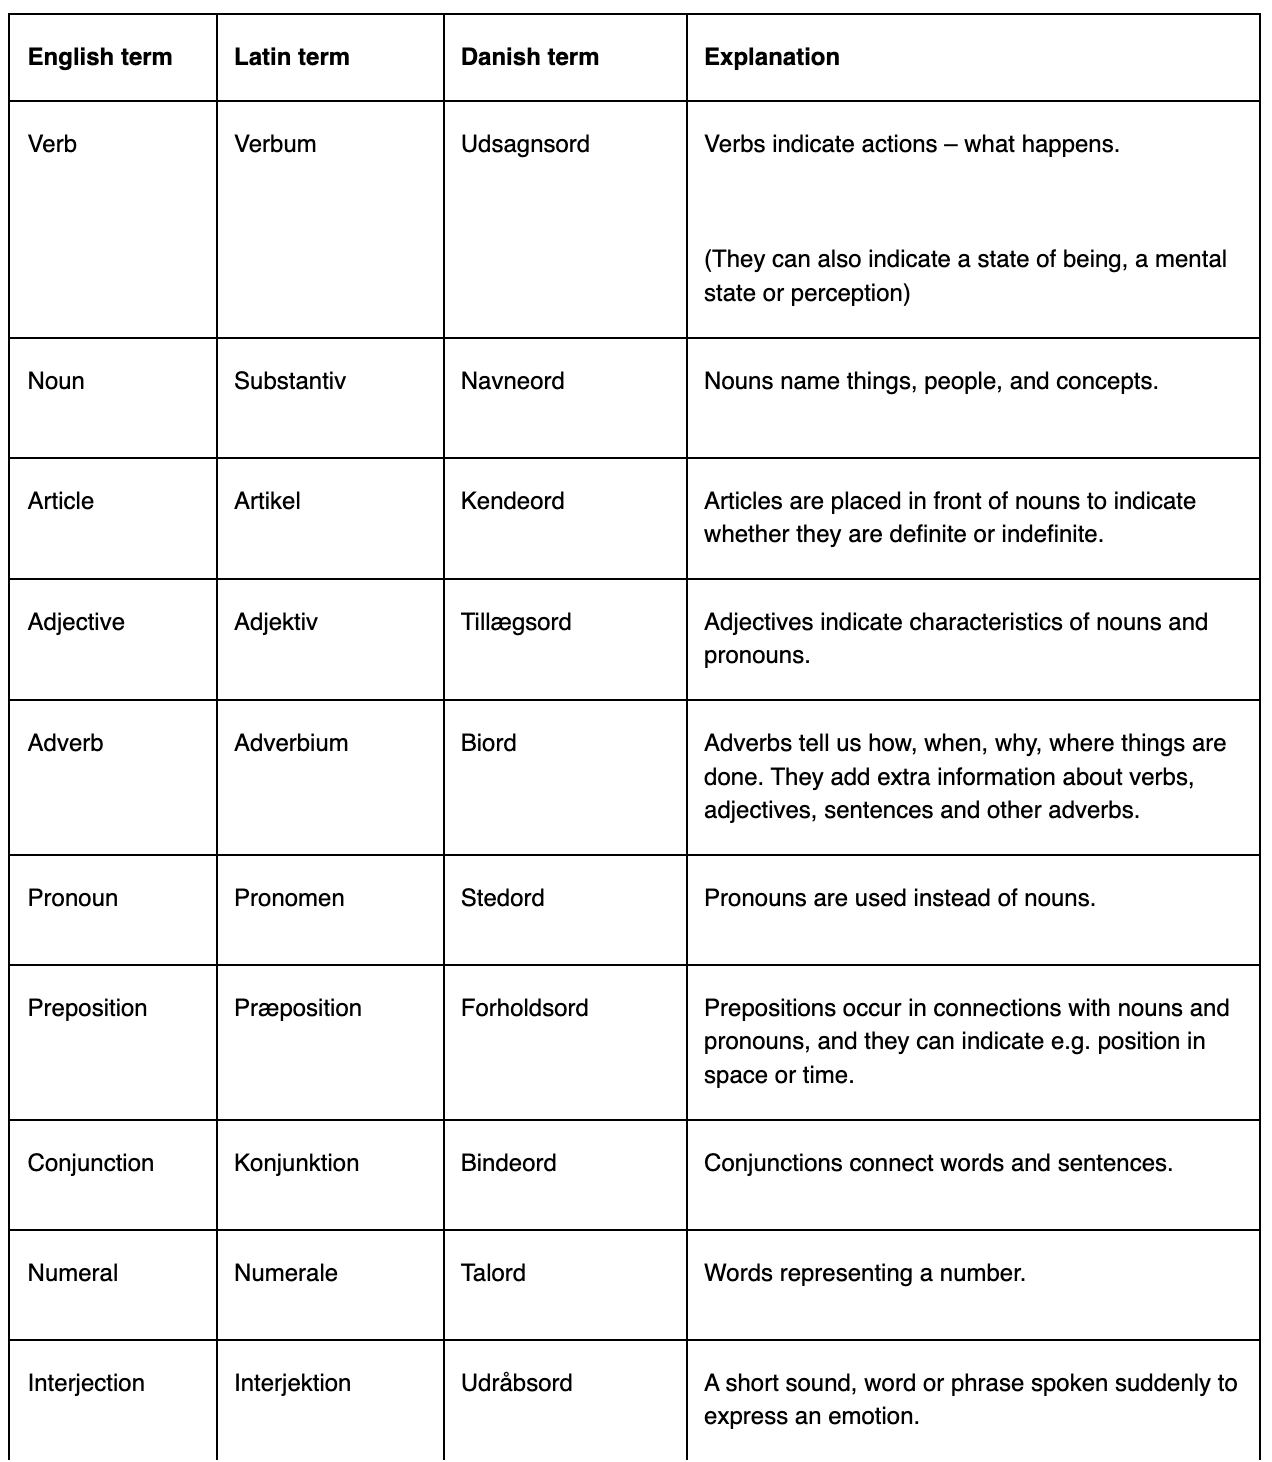 English term Latin term Danish term Explanation
Verb Verbum Udsagnsord Verbs indicate actions – what happens.
(They can also indicate a state of being, a mental
state or perception)
Noun Substantiv Navneord Nouns name things, people, and concepts.
Article Artikel Kendeord Articles are placed in front of nouns to indicate
whether they are definite or indefinite.
Adjective Adjektiv Tillægsord Adjectives indicate characteristics of nouns and
pronouns.
Adverb Adverbium Biord Adverbs tell us how, when, why, where things are
done. They add extra information about verbs,
adjectives, sentences and other adverbs.
Pronoun Pronomen Stedord Pronouns are used instead of nouns.
Preposition Præposition Forholdsord Prepositions occur in connections with nouns and
pronouns, and they can indicate e.g. position in
space or time.
Conjunction Konjunktion Bindeord Conjunctions connect words and sentences.
Numeral Numerale Talord Words representing a number.
Interjection Interjektion Udråbsord A short sound, word or phrase spoken suddenly to
express an emotion.